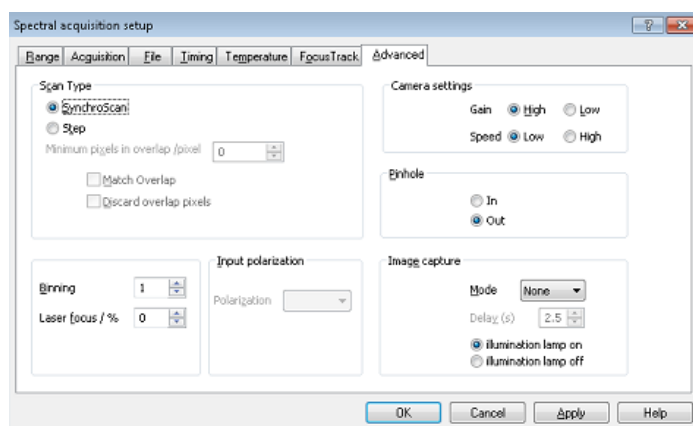 Spectral acquisition setup
Range Acquisition File Timing Temperature FocusTrack Advanced
Scan Type
SynchroScan
Step
Minimum pixels in overlap /pixel 0
Match Overlap
Discard overlap pixels
Camera settings
Gain High Low
Speed Low High
Pinhole
In
Out
Binning 1
Laser focus / % 0
Input polarization
Polarization
Image capture
Mode None
Delay (s) 2.5
illumination lamp on
illumination lamp off
OK Cancel Apply Help